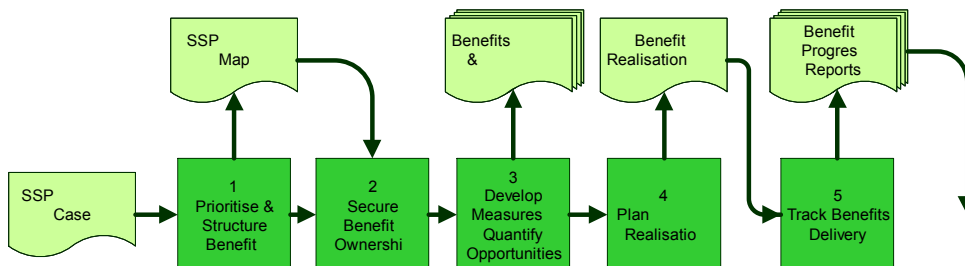 SSP
Map
Benefits
&
Benefit
Realisation
Benefit
Progres
Reports
SSP
Case
1
Prioritise &
Structure
Benefit
2
Secure
Benefit
Ownershi
3
Develop
Measures
Quantify
Opportunities
4
Plan
Realisatio
5
Track Benefits
Delivery